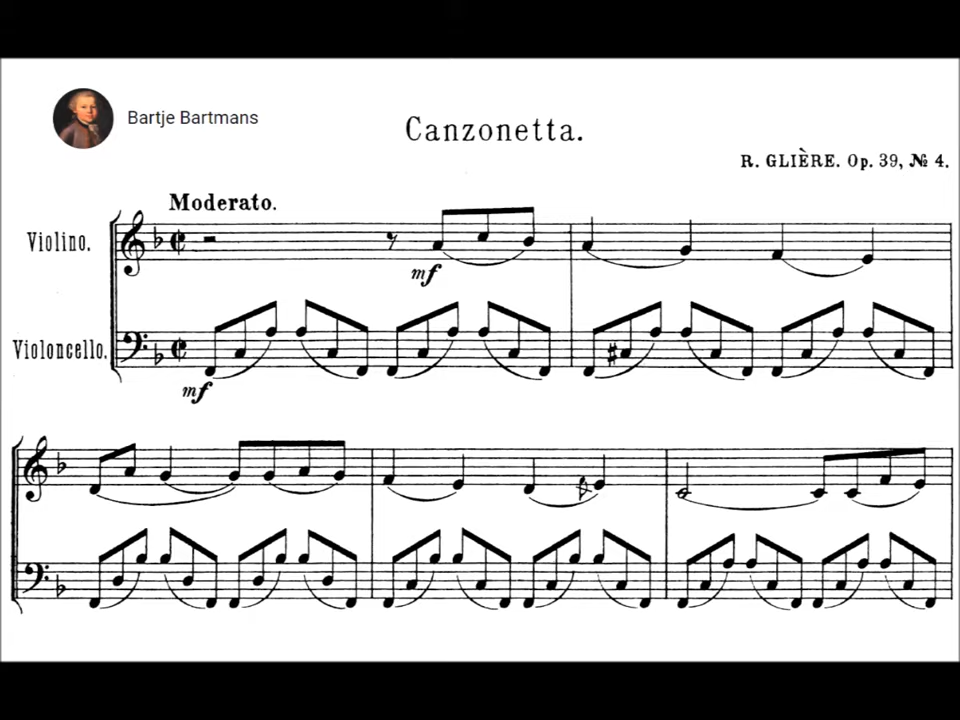 Bartje Bartmans
Canzonetta.
R. GLIÈRE. Op. 39, № 4.
Moderato.
Violino.
mf
Violoncello.
mf